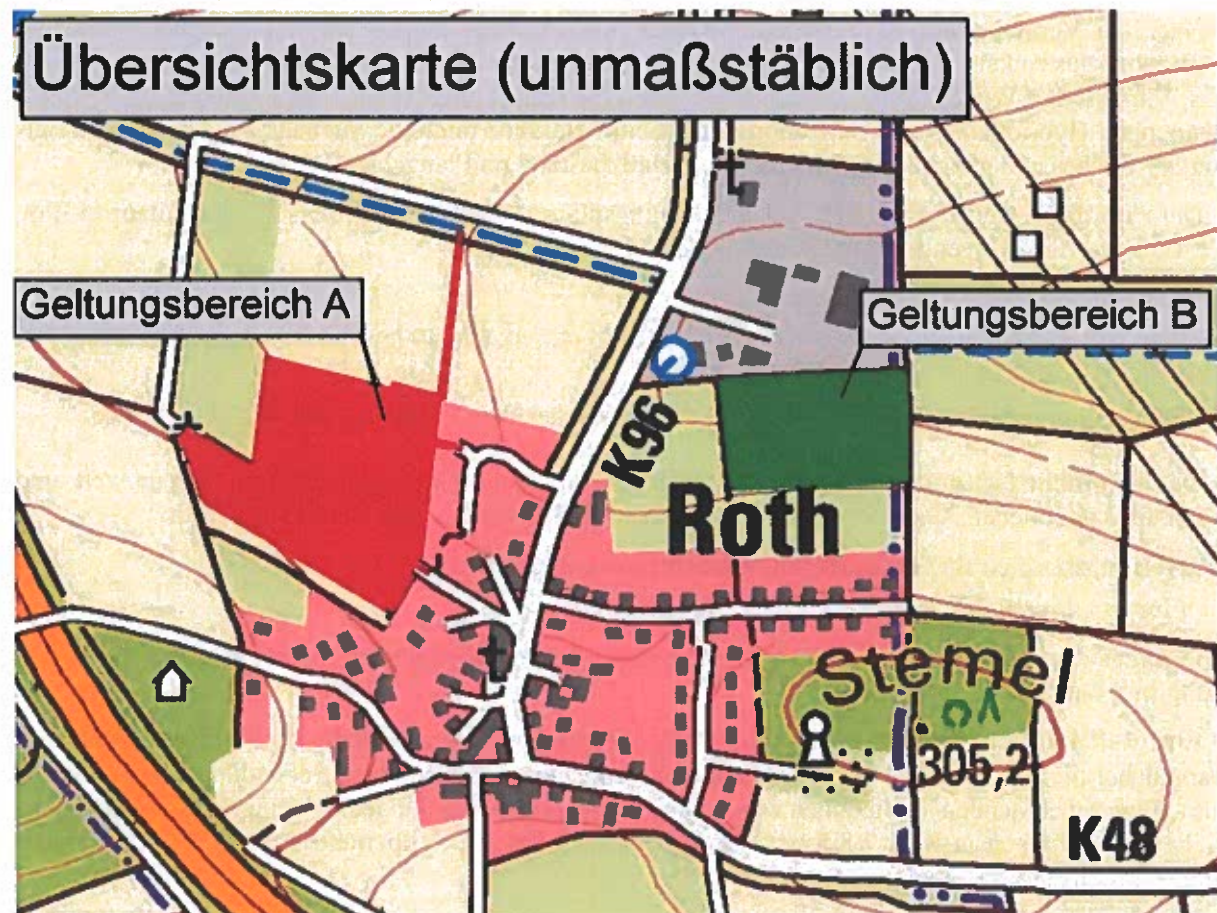 Übersichtskarte (unmaßstäblich)
Geltungsbereich A
Geltungsbereich B
K96
Roth
Stemel
305,2
K48